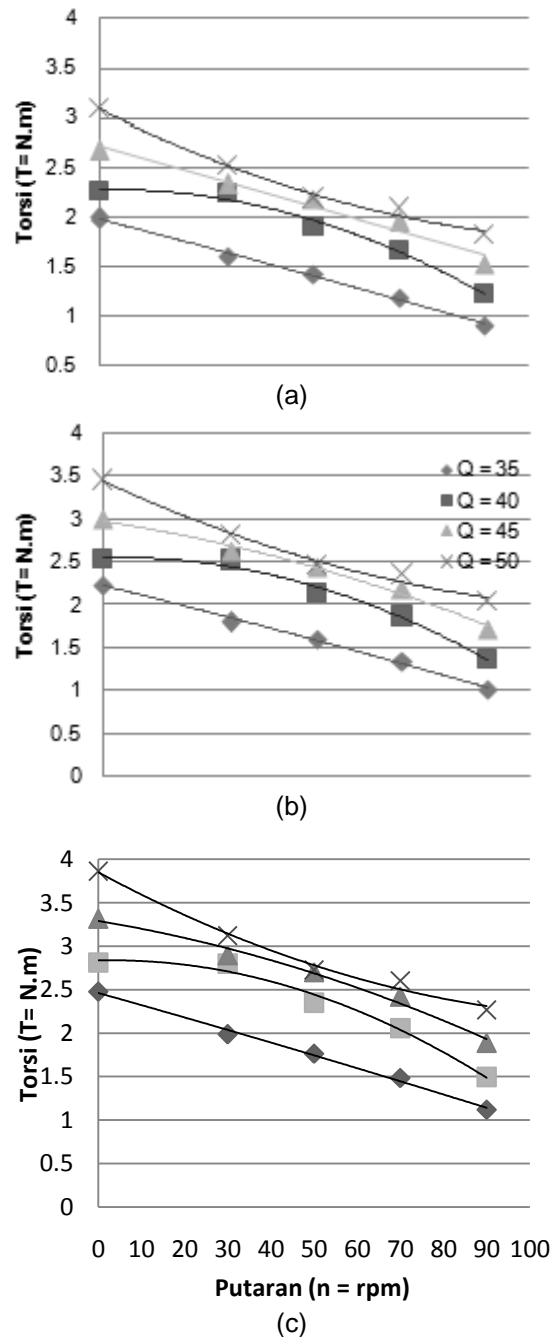 4
3.5
3
2.5
2
1.5
1
0.5
Torsi (T= N.m)
(a)
4
3.5
3
2.5
2
1.5
1
0.5
0
Torsi (T= N.m)
Q = 35
Q = 40
Q = 45
Q = 50
(b)
4
3.5
3
2.5
2
1.5
1
0.5
0
Torsi (T= N.m)
0 10 20 30 40 50 60 70 80 90 100
Putaran (n = rpm)
(c)